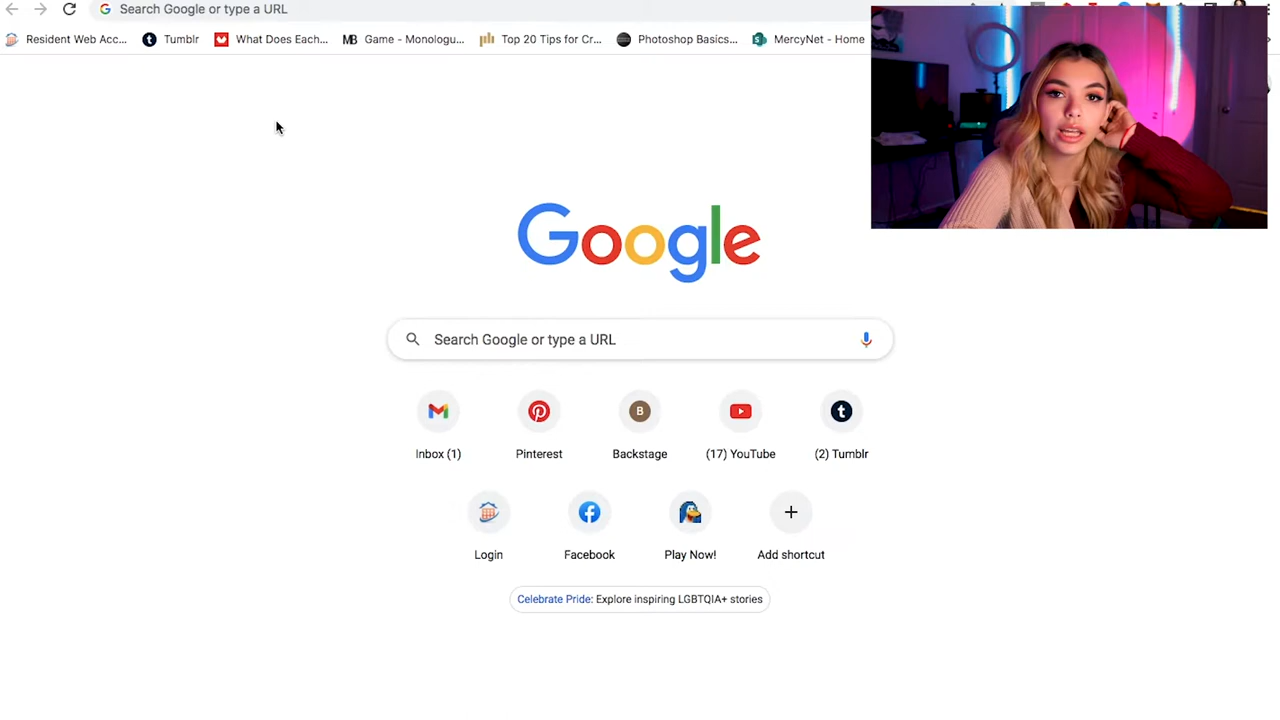 Search Google or type a URL
Resident Web Acc... Tumblr What Does Each... MB Game - Monologu... Top 20 Tips for Cr... Photoshop Basics... MercyNet - Home
Google
Search Google or type a URL
Inbox (1) Pinterest B Backstage (17) YouTube (2) Tumblr
Login Facebook Play Now! Add shortcut
Celebrate Pride: Explore inspiring LGBTQIA+ stories